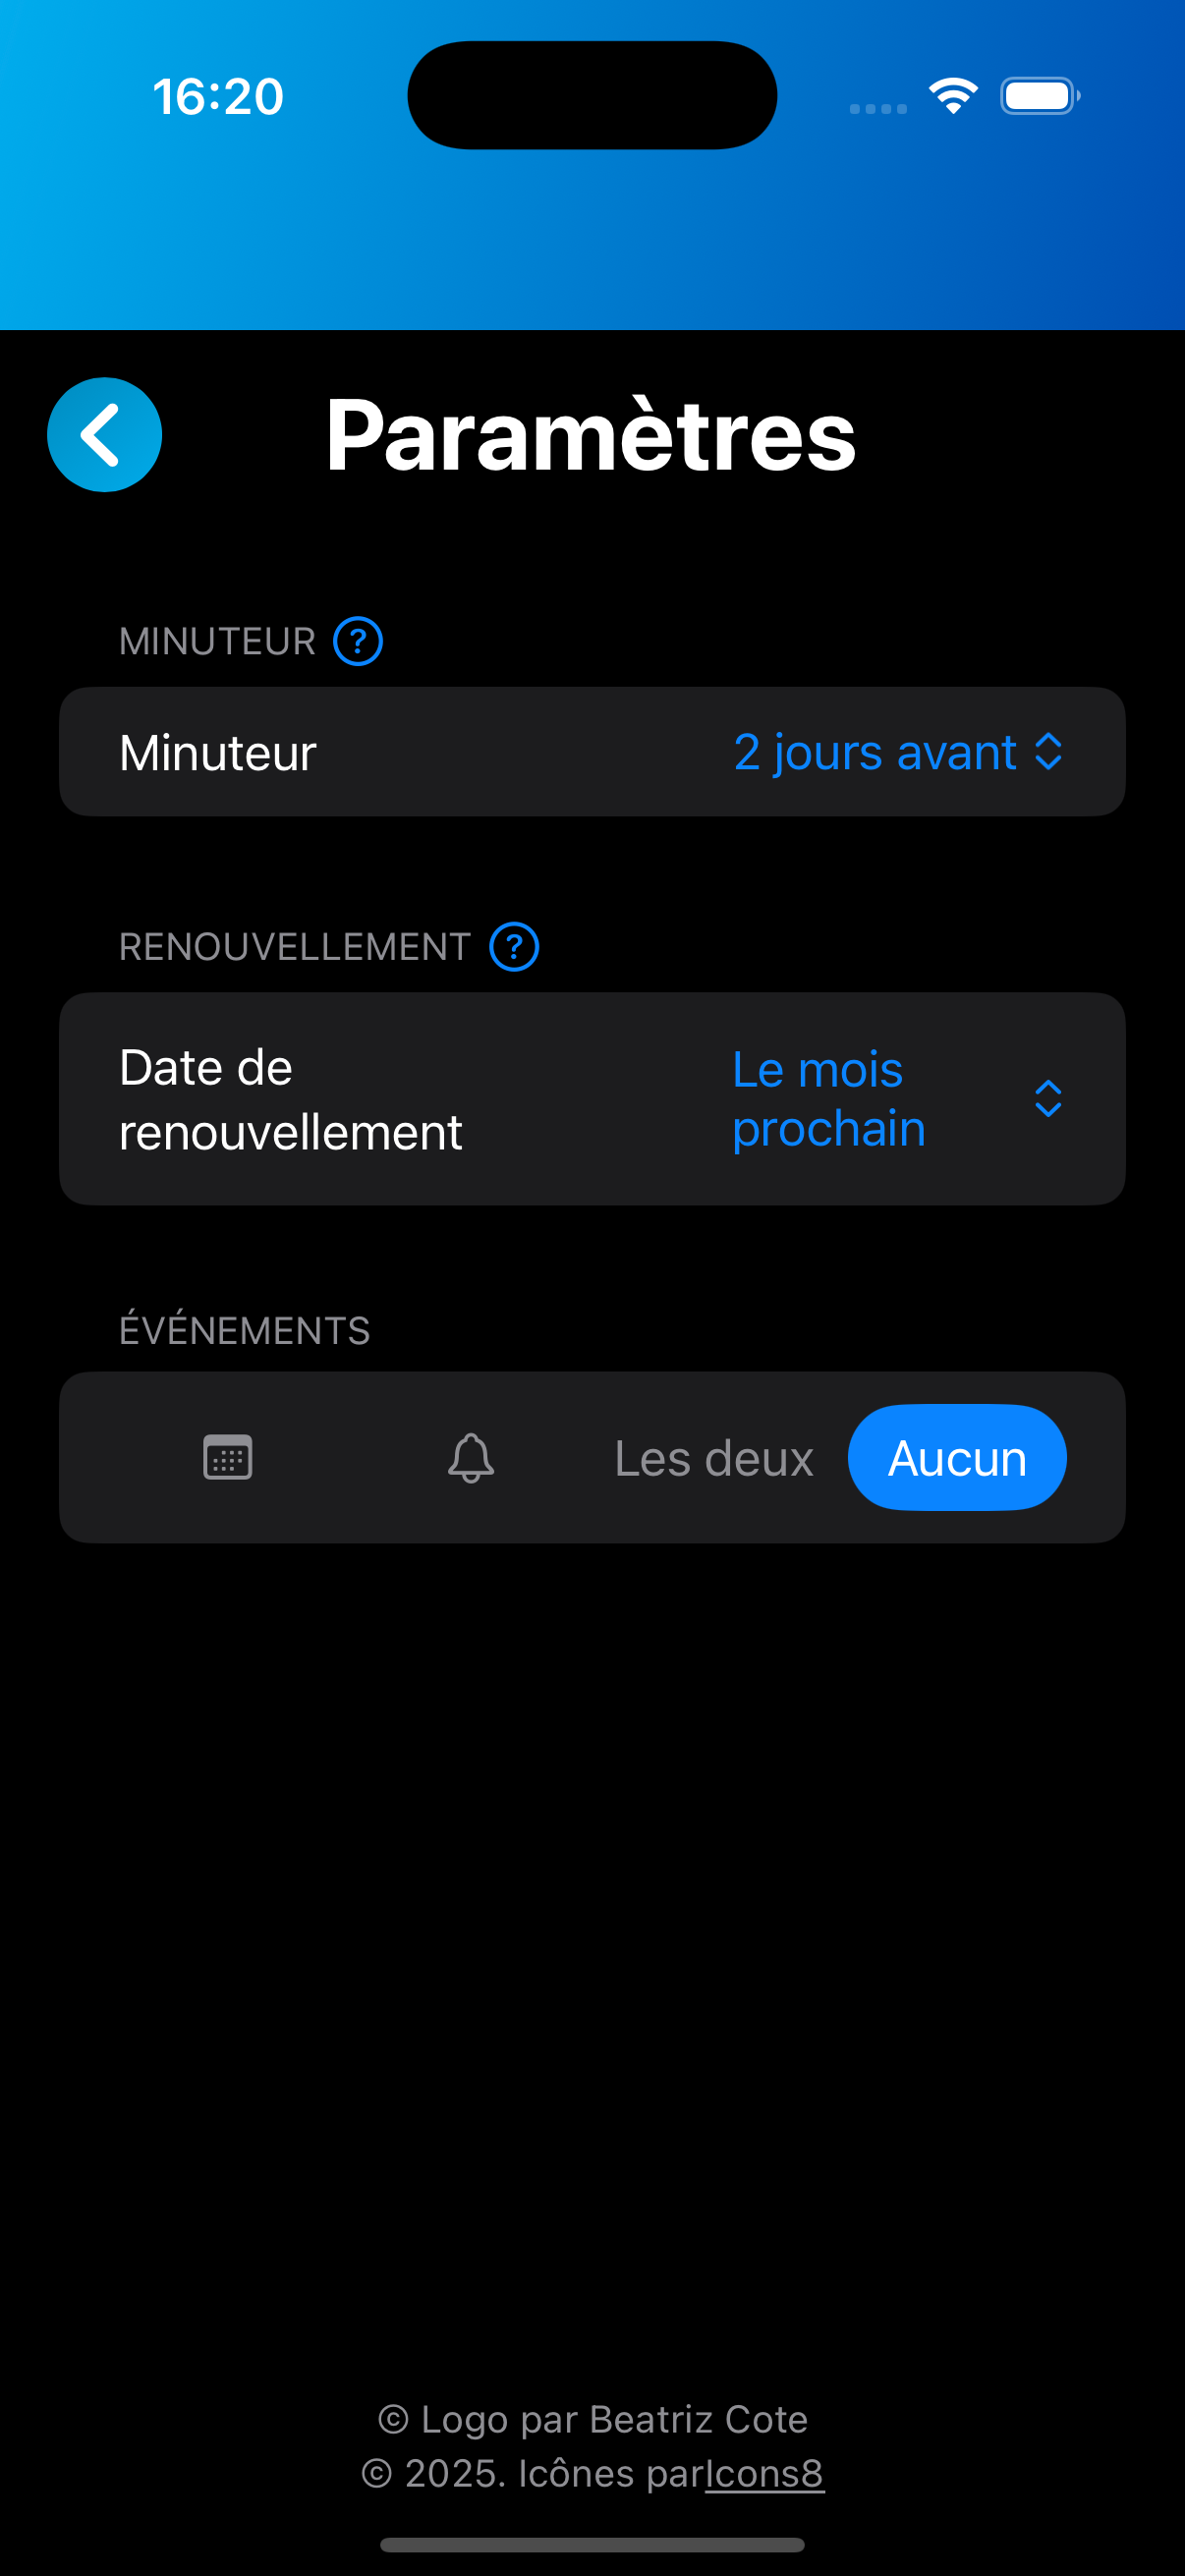 16:20
Paramètres
MINUTEUR ?
Minuteur
2 jours avant
RENOUVELLEMENT ?
Date de
renouvellement
Le mois
prochain
ÉVÉNEMENTS
Les deux
Aucun
© Logo par Beatriz Cote
© 2025. Icônes parIcons8